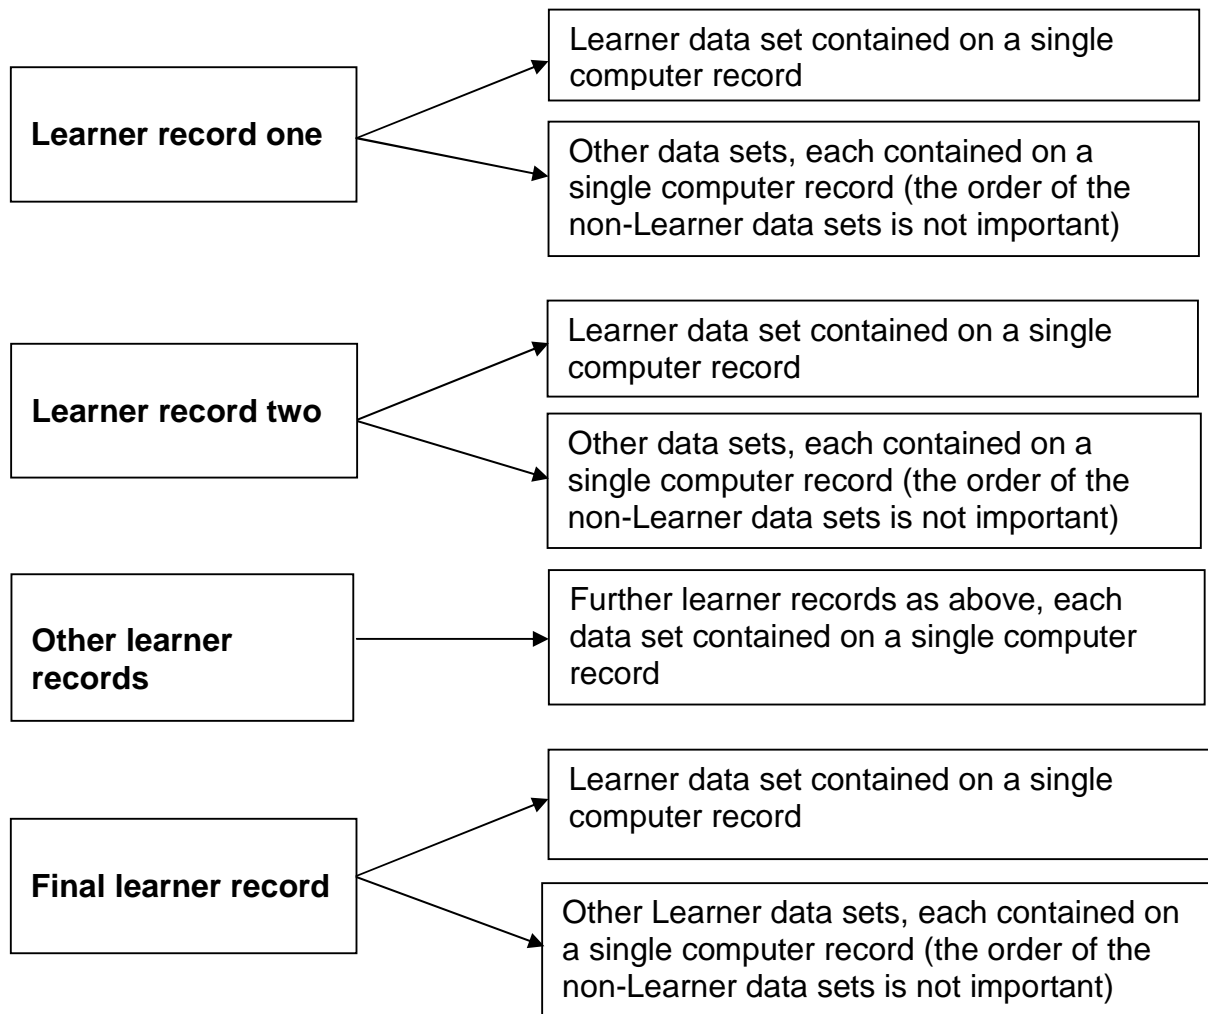 Learner record one
Learner data set contained on a single
computer record
Other data sets, each contained on a
single computer record (the order of the
non-Learner data sets is not important)
Learner record two
Learner data set contained on a single
computer record
Other data sets, each contained on a
single computer record (the order of the
non-Learner data sets is not important)
Other learner
records
Further learner records as above, each
data set contained on a single computer
record
Final learner record
Learner data set contained on a single
computer record
Other Learner data sets, each contained on
a single computer record (the order of the
non-Learner data sets is not important)